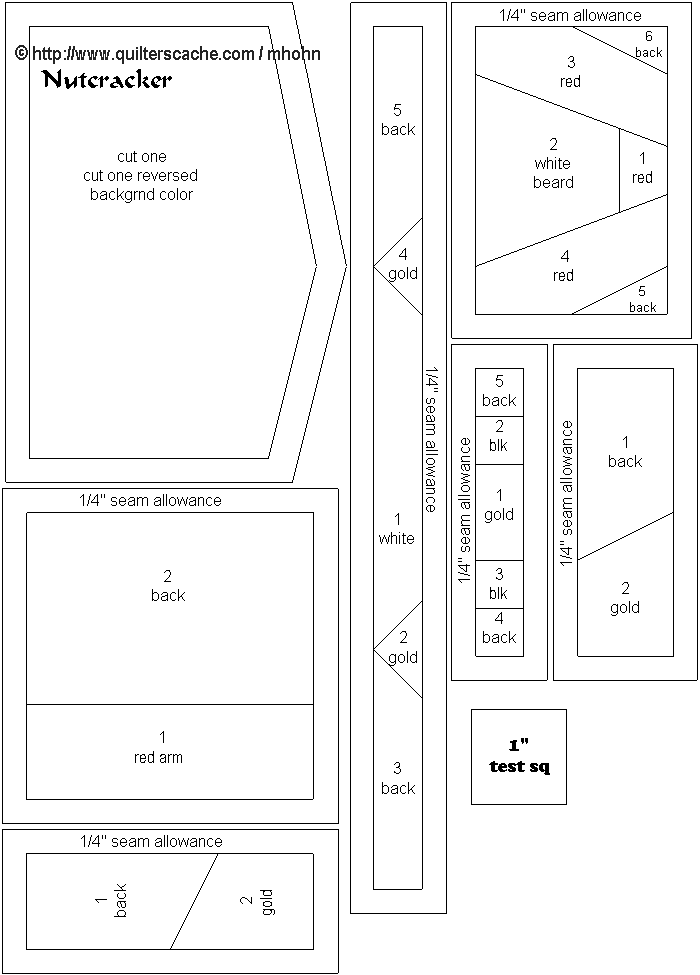 © http://www.quilterscache.com / mhohn
Nutcracker
cut one
cut one reversed
backgrnd color
5
back
4
gold
1
white
2
gold
3
back
1/4" seam allowance
1/4" seam allowance
6
back
3
red
2
white
beard
1
red
4
red
5
back
1/4" seam allowance
5
back
2
blk
1
gold
3
blk
4
back
1/4" seam allowance
1
back
2
gold
1/4" seam allowance
2
back
1
red arm
1"
test sq
1/4" seam allowance
1
back
2
gold